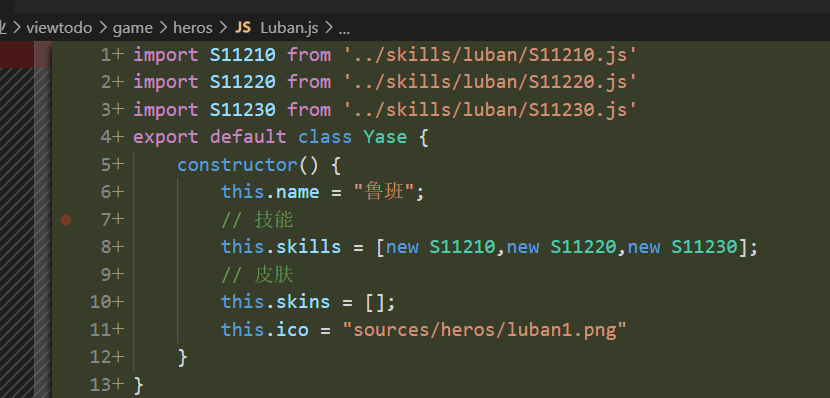 viewtodo > game > heros > JS Luban.js > ...
1+ import S11210 from '../skills/luban/S11210.js'
2+ import S11220 from '../skills/luban/S11220.js'
3+ import S11230 from '../skills/luban/S11230.js'
4+ export default class Yase {
5+     constructor() {
6+         this.name = "鲁班";
7+         // 技能
8+         this.skills = [new S11210,new S11220,new S11230];
9+         // 皮肤
10+         this.skins = [];
11+         this.ico = "sources/heros/luban1.png"
12+     }
13+ }